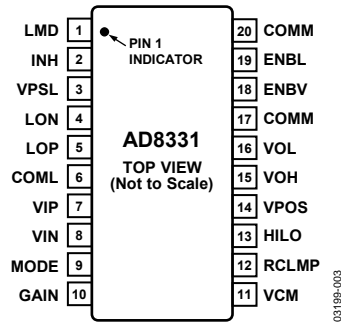 LMD 1 20 COMM
PIN 1
INDICATOR
INH 2 19 ENBL
VPSL 3 18 ENBV
LON 4 17 COMM
LOP 5 AD8331 16 VOL
COML 6 TOP VIEW 15 VOH
(Not to Scale)
VIP 7 14 VPOS
VIN 8 13 HILO
MODE 9 12 RCLMP
GAIN 10 11 VCM
03199-003